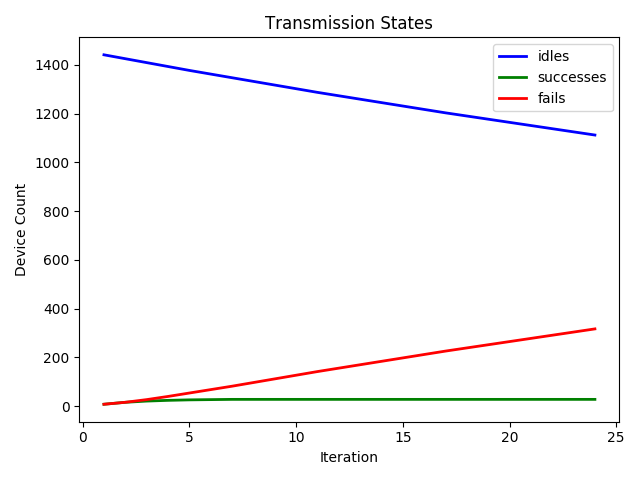 Transmission States
idles
successes
fails
Device Count
1400
1200
1000
800
600
400
200
0
0 5 10 15 20 25
Iteration